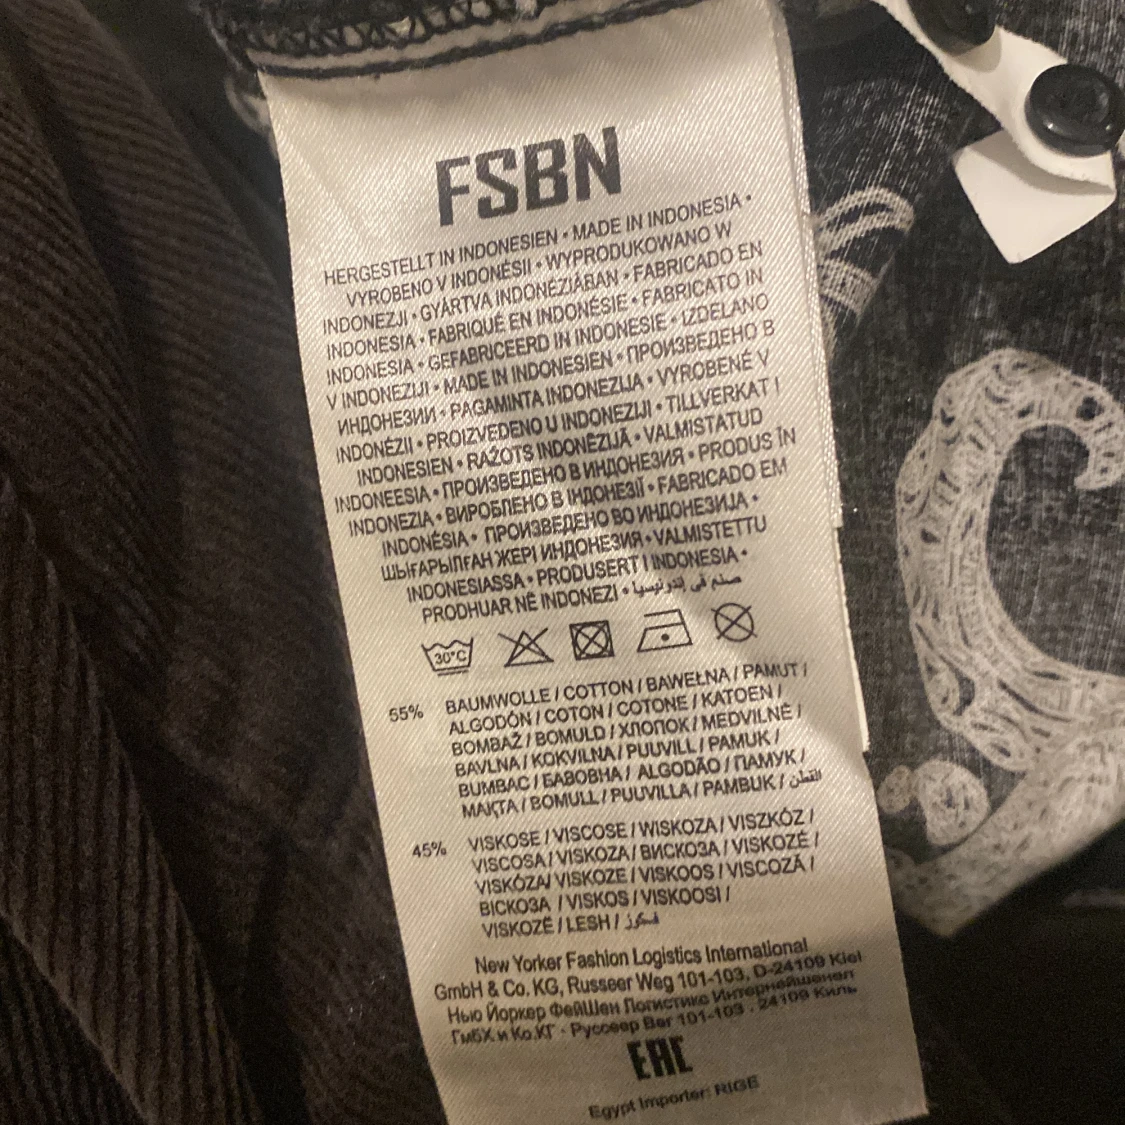 FSBN
HERGESTELLT IN INDONESIEN • MADE IN INDONESIA •
VYROBENO V INDONÉSII • WYPRODUKOWANO W
INDONEZJI • GYÁRTVA INDONÉZIÁBAN • FABRICADO EN
INDONESIA • FABRIQUÉ EN INDONÉSIE • FABRICATO IN
INDONESIA • GEFABRICEERD IN INDONESIE • IZDELANO
V INDONEZIJI • MADE IN INDONESIEN • ПРОИЗВЕДЕНО В
ИНДОНЕЗИИ • PAGAMINTA INDONEZIJA • VYROBENÉ V
INDONÉZII • PROIZVEDENO U INDONEZIJI • TILLVERKAT I
INDONESIEN • RAŽOTS INDONĒZIJĀ • VALMISTATUD
INDONEESIA • ПРОИЗВЕДЕНО В ИНДОНЕЗИЯ • PRODUS ÎN
INDONEZIA • ВИРОБЛЕНО В ІНДОНЕЗІЇ • FABRICADO EM
INDONÉSIA • ПРОИЗВЕДЕНО ВО ИНДОНЕЗИЈА •
ШЫҒАРЫЛҒАН ЖЕРІ ИНДОНЕЗИЯ • VALMISTETTU
INDONESIASSA • PRODUSERT I INDONESIA •
PRODHUAR NË INDONEZI • صنع في إندونيسيا
30°C
55% BAUMWOLLE / COTTON / BAWEŁNA / PAMUT /
ALGODÓN / COTON / COTONE / KATOEN /
BOMBAŽ / BOMULD / ХЛОПОК / MEDVILNĖ /
BAVLNA / KOKVILNA / PUUVILL / PAMUK /
BUMBAC / БАВОВНА / ALGODÃO / ПАМУК /
МАҚТА / BOMULL / PUUVILLA / PAMBUK / القطن
45% VISKOSE / VISCOSE / WISKOZA / VISZKÓZ /
VISCOSA / VISKOZA / ВИСКОЗА / VISKOZĖ /
VISKÓZA/ VISKOZE / VISKOOS / VISCOZĂ /
ВІСКОЗА / VISKOS / VISKOOSI /
VISKOZË / LESH / فسكوز
New Yorker Fashion Logistics International
GmbH & Co. KG, Russeer Weg 101-103, D-24109 Kiel
Нью Йоркер ФейШен Логистикс Интернейшенел
ГмбХ и Ko.КГ - Руссеер Вег 101-103 . 24109 Киль
EAC
Egypt Importer: RIGE